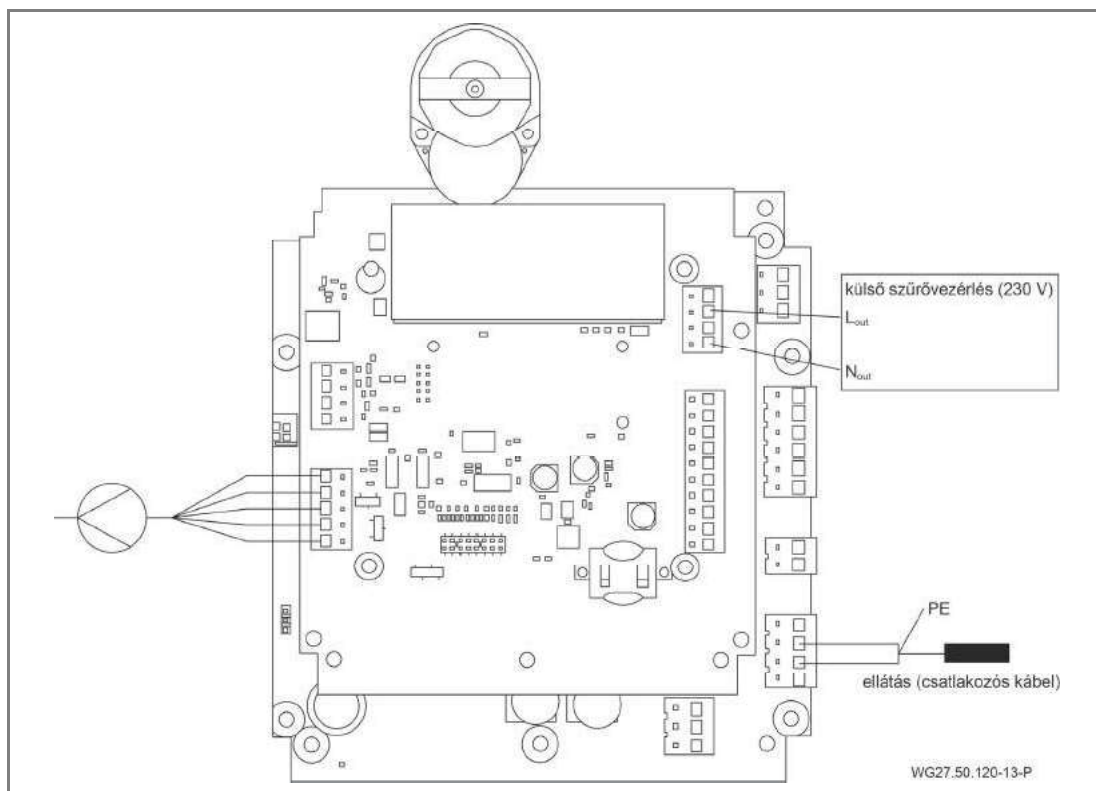 külső szűrővezérlés (230 V)
Lout
Nout
PE
ellátás (csatlakozós kábel)
WG27.50.120-13-P